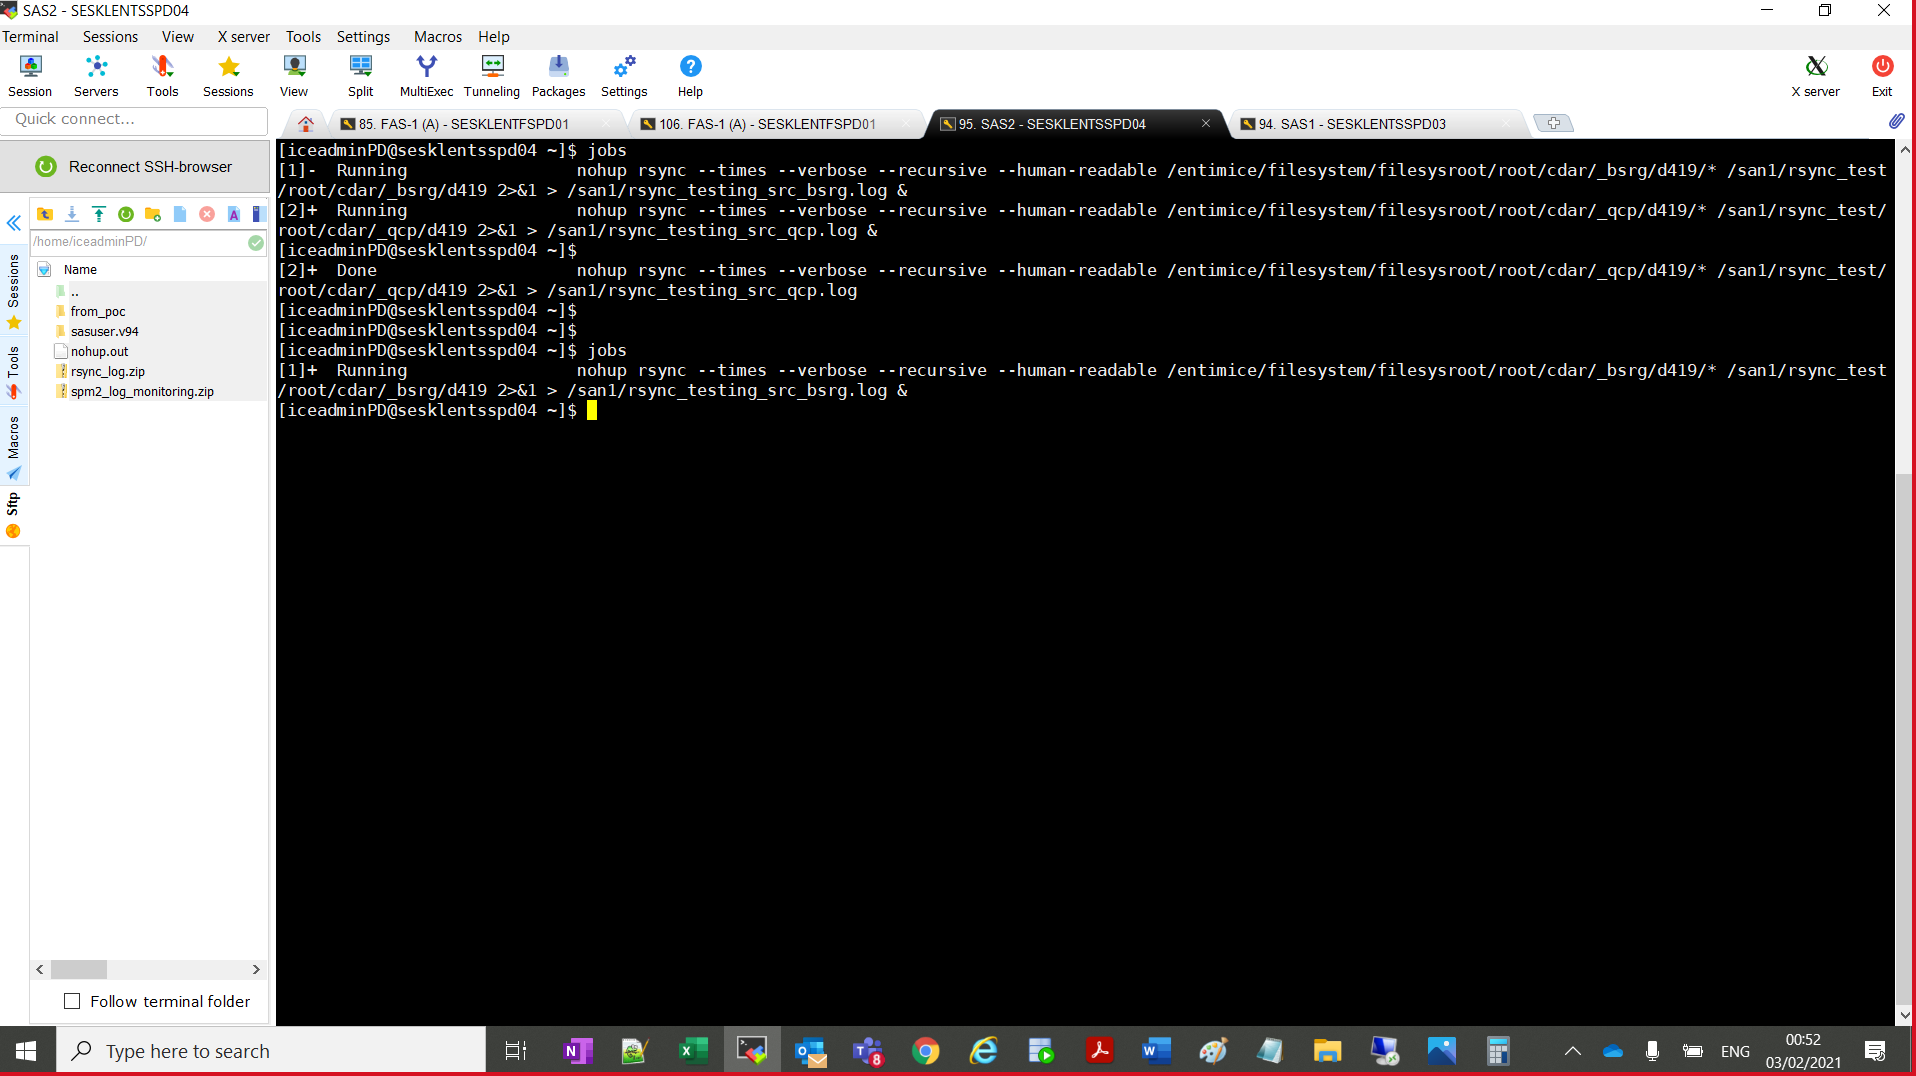 SAS2 - SESKLENTSSPD04
Terminal Sessions View X server Tools Settings Macros Help
Session Servers Tools Sessions View Split MultiExec Tunneling Packages Settings Help X server Exit
Quick connect...
85. FAS-1 (A) - SESKLENTFSPD01
106. FAS-1 (A) - SESKLENTFSPD01
95. SAS2 - SESKLENTSSPD04
94. SAS1 - SESKLENTSSPD03
Reconnect SSH-browser
/home/iceadminPD/
Name
..
from_poc
sasuser.v94
nohup.out
rsync_log.zip
spm2_log_monitoring.zip
Sessions
Tools
Macros
Sftp
Follow terminal folder
[iceadminPD@sesklentsspd04 ~]$ jobs
[1]-  Running                 nohup rsync --times --verbose --recursive --human-readable /entimice/filesystem/filesysroot/root/cdar/_bsrg/d419/* /san1/rsync_test
/root/cdar/_bsrg/d419 2>&1 > /san1/rsync_testing_src_bsrg.log &
[2]+  Running                 nohup rsync --times --verbose --recursive --human-readable /entimice/filesystem/filesysroot/root/cdar/_qcp/d419/* /san1/rsync_test/
root/cdar/_qcp/d419 2>&1 > /san1/rsync_testing_src_qcp.log &
[iceadminPD@sesklentsspd04 ~]$
[2]+  Done                    nohup rsync --times --verbose --recursive --human-readable /entimice/filesystem/filesysroot/root/cdar/_qcp/d419/* /san1/rsync_test/
root/cdar/_qcp/d419 2>&1 > /san1/rsync_testing_src_qcp.log
[iceadminPD@sesklentsspd04 ~]$
[iceadminPD@sesklentsspd04 ~]$
[iceadminPD@sesklentsspd04 ~]$ jobs
[1]+  Running                 nohup rsync --times --verbose --recursive --human-readable /entimice/filesystem/filesysroot/root/cdar/_bsrg/d419/* /san1/rsync_test
/root/cdar/_bsrg/d419 2>&1 > /san1/rsync_testing_src_bsrg.log &
[iceadminPD@sesklentsspd04 ~]$
Type here to search
8
ENG
00:52
03/02/2021